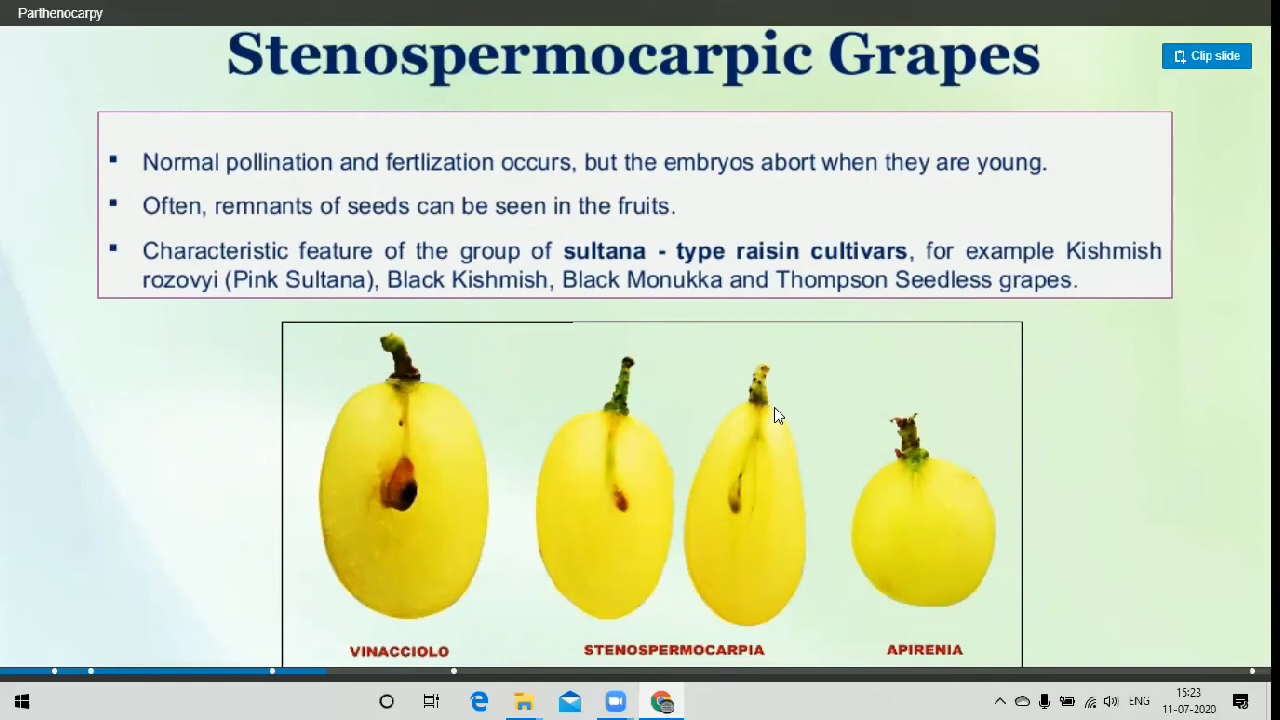 Parthenocarpy
Stenospermocarpic Grapes
Clip slide
▪ Normal pollination and fertlization occurs, but the embryos abort when they are young.
▪ Often, remnants of seeds can be seen in the fruits.
▪ Characteristic feature of the group of sultana - type raisin cultivars, for example Kishmish
rozovyi (Pink Sultana), Black Kishmish, Black Monukka and Thompson Seedless grapes.
VINACCIOLO
STENOSPERMOCARPIA
APIRENIA
ENG
15:23
11-07-2020